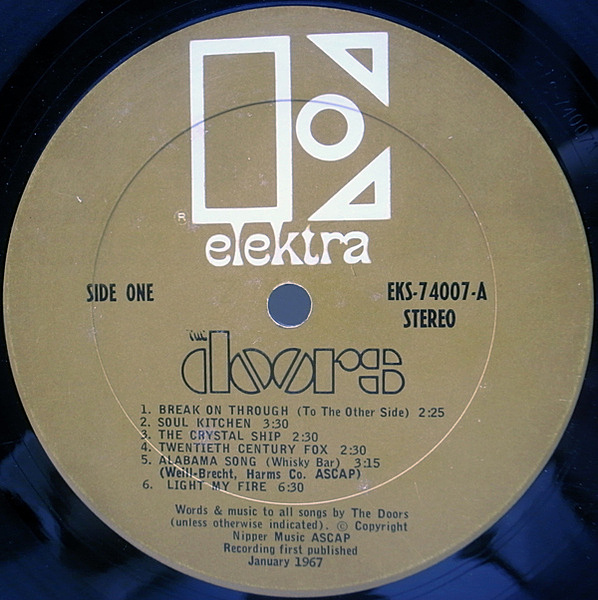 ®
elektra
SIDE ONE
EKS-74007-A
STEREO
THE
doors
1. BREAK ON THROUGH (To The Other Side) 2:25
2. SOUL KITCHEN 3:30
3. THE CRYSTAL SHIP 2:30
4. TWENTIETH CENTURY FOX 2:30
5. ALABAMA SONG (Whisky Bar) 3:15
(Weill-Brecht, Harms Co. ASCAP)
6. LIGHT MY FIRE 6:30
Words & music to all songs by The Doors
(unless otherwise indicated). © Copyright
Nipper Music ASCAP
Recording first published
January 1967